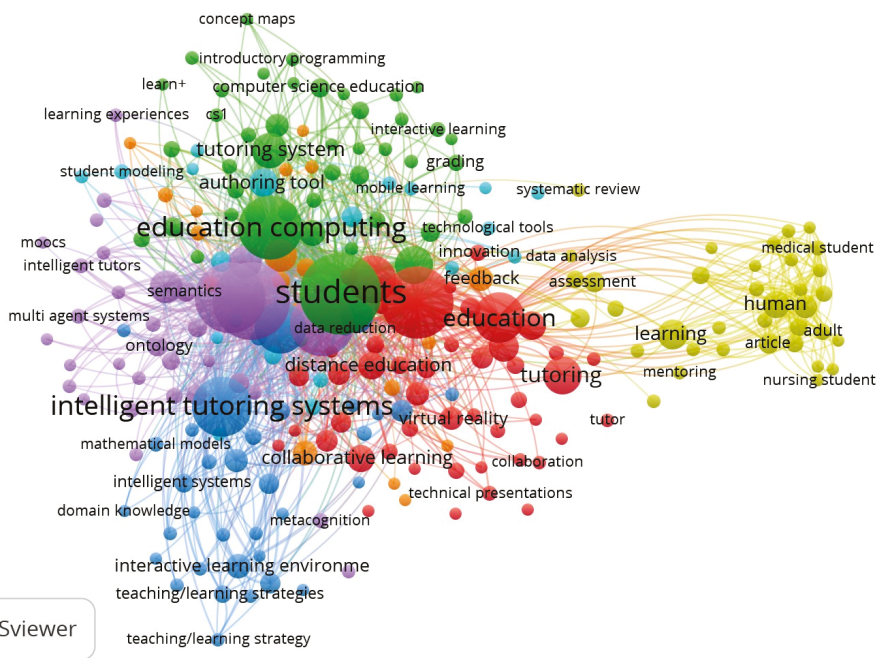 concept maps
introductory programming
learn+
computer science education
learning experiences
cs1
interactive learning
tutoring system
grading
student modeling
authoring tool
mobile learning
systematic review
education computing
technological tools
moocs
innovation
data analysis
medical student
intelligent tutors
feedback
assessment
semantics
students
human
multi agent systems
data reduction
education
learning
adult
ontology
article
distance education
tutoring
mentoring
nursing student
intelligent tutoring systems
virtual reality
tutor
mathematical models
collaborative learning
collaboration
intelligent systems
technical presentations
domain knowledge
metacognition
interactive learning environme
teaching/learning strategies
Sviewer
teaching/learning strategy